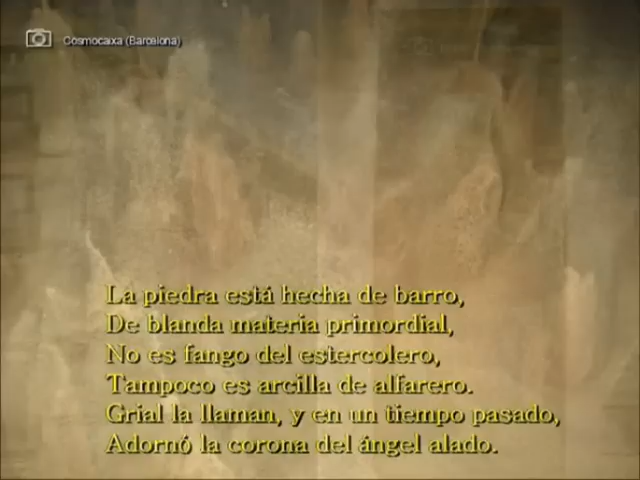 Cosmocaixa (Barcelona)
La piedra está hecha de barro,
De blanda materia primordial,
No es fango del estercolero,
Tampoco es arcilla de alfarero.
Grial la llaman, y en un tiempo pasado,
Adornó la corona del ángel alado.